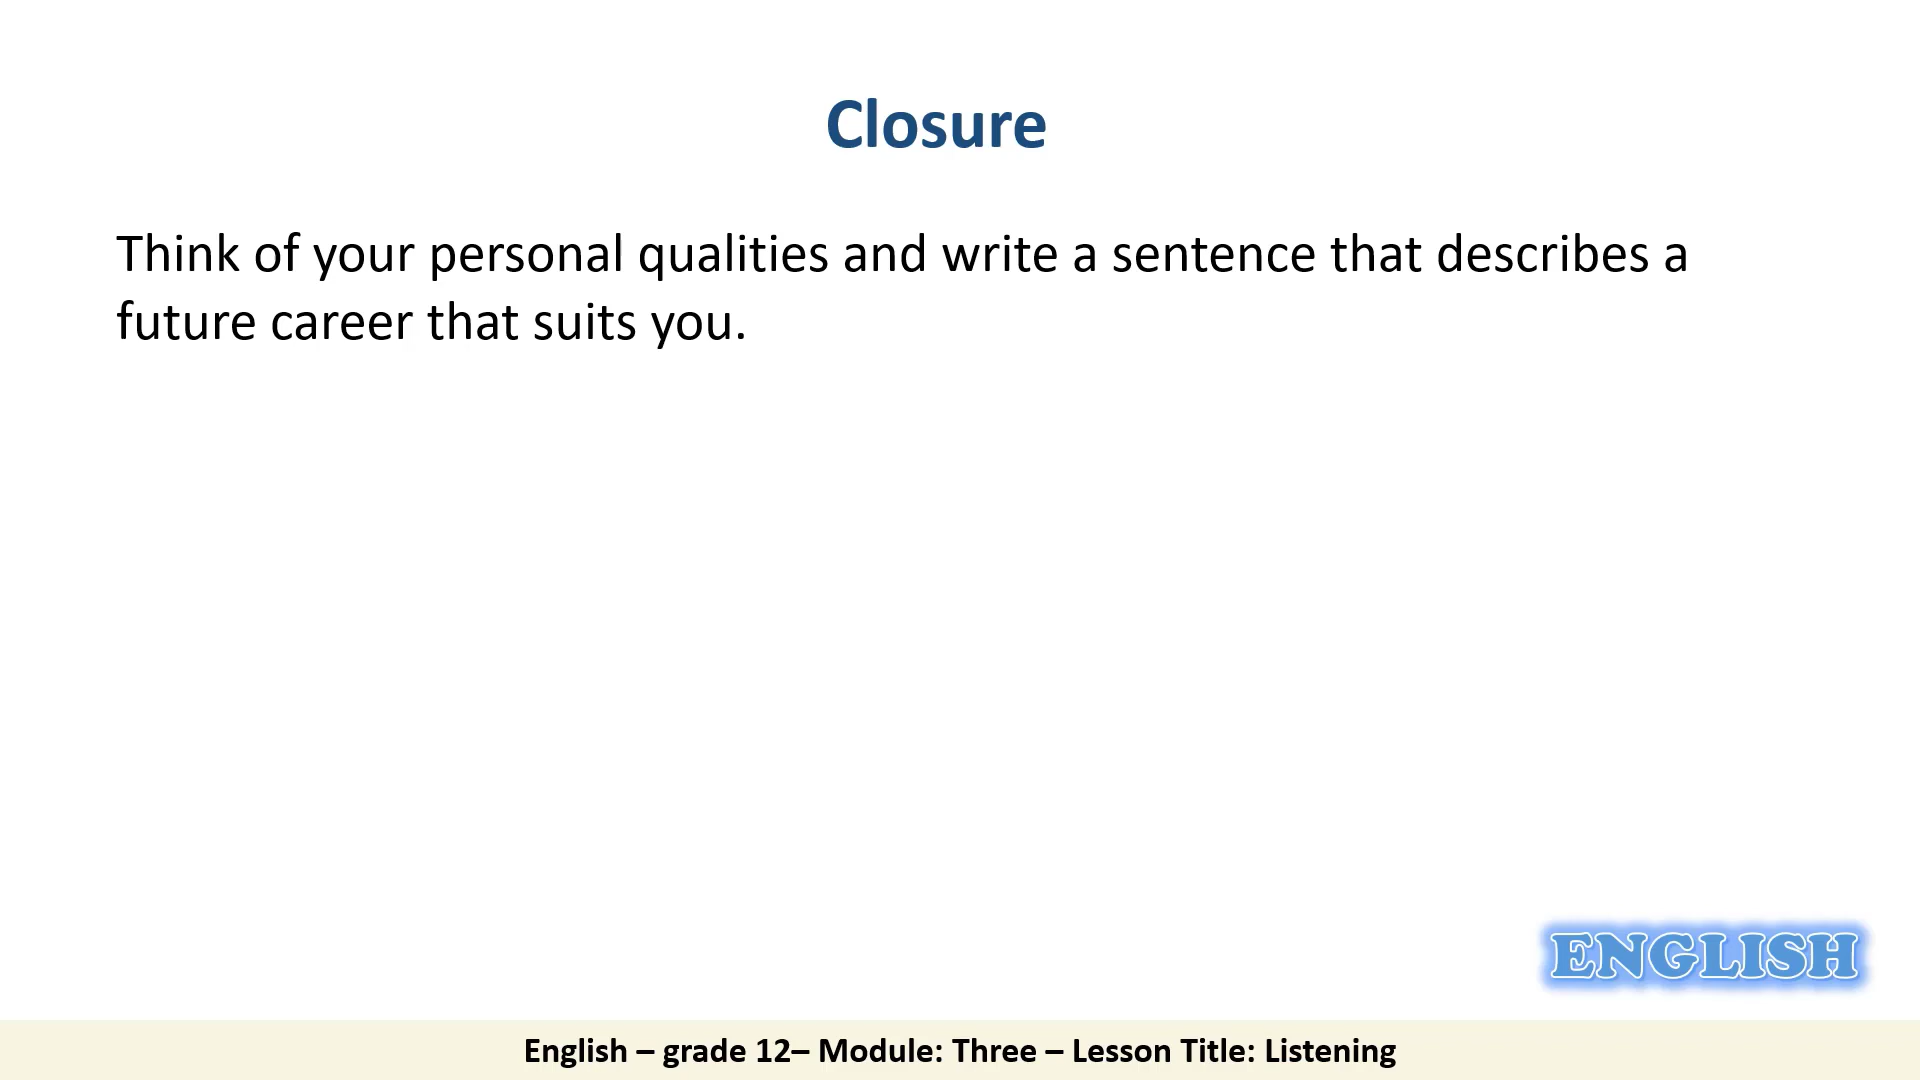 Closure
Think of your personal qualities and write a sentence that describes a
future career that suits you.
ENGLISH
English – grade 12– Module: Three – Lesson Title: Listening